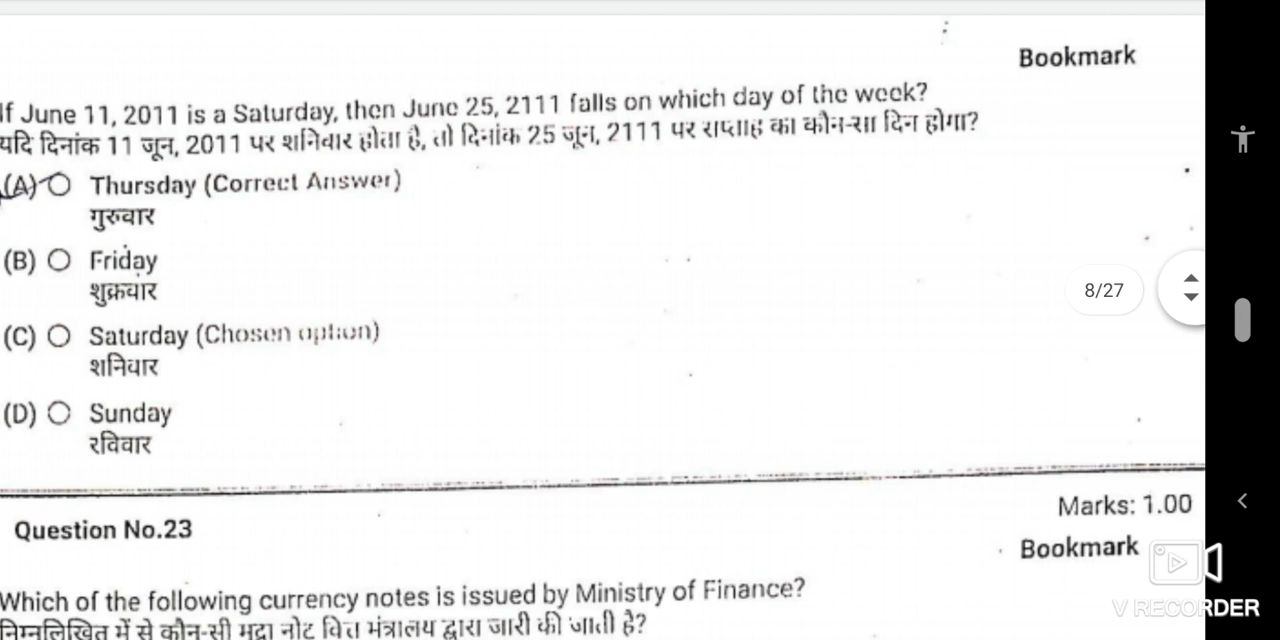 Bookmark
If June 11, 2011 is a Saturday, then June 25, 2111 falls on which day of the week?
यदि दिनांक 11 जून, 2011 पर शनिवार होता है, तो दिनांक 25 जून, 2111 पर सप्ताह का कौन-सा दिन होगा?
(A) Thursday (Correct Answer)
गुरुवार
(B) Friday
शुक्रवार
8/27
(C) Saturday (Chosen option)
शनिवार
(D) Sunday
रविवार
Marks: 1.00
Question No.23
Bookmark
Which of the following currency notes is issued by Ministry of Finance?
निम्नलिखित में से कौन-सी मुद्रा नोट वित्त मंत्रालय द्वारा जारी की जाती है?
V RECORDER